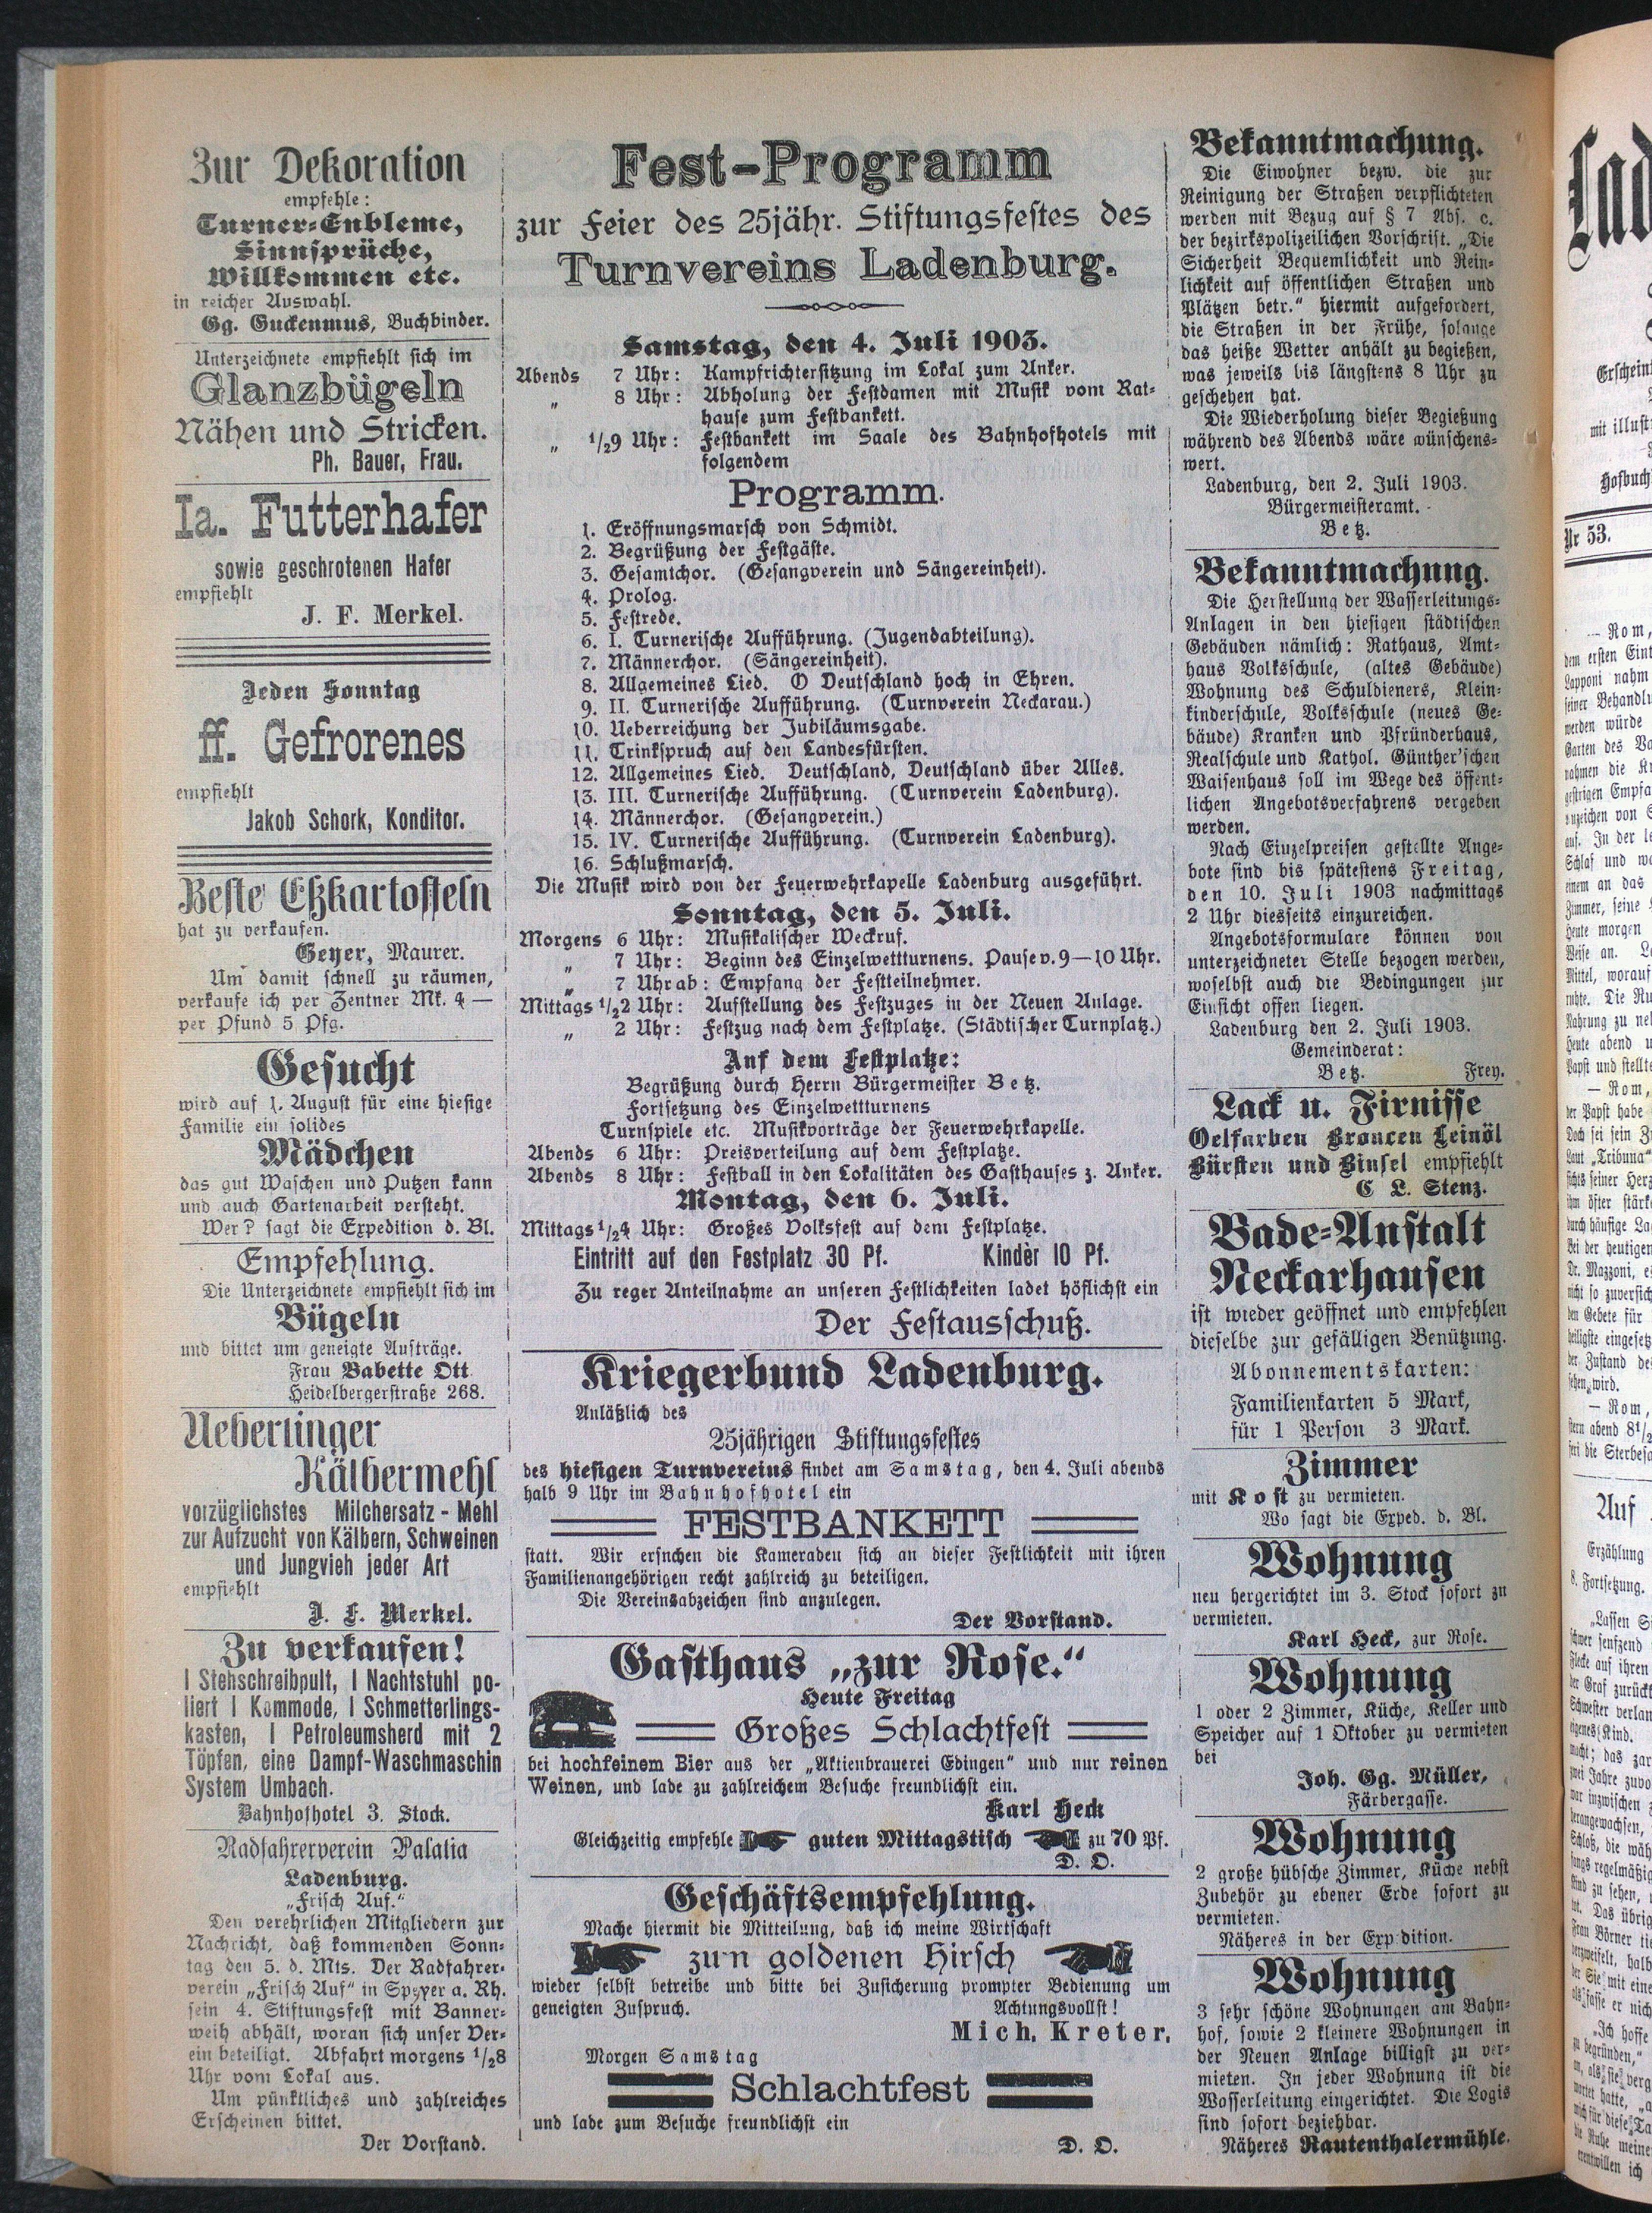 Zur Dekoration
empfehle:
Turner-Enbleme,
Sinnsprüche,
Willkommen etc.
in reicher Auswahl.
Gg. Guckenmus, Buchbinder.
Unterzeichnete empfiehlt sich im
Glanzbügeln
Nähen und Stricken.
Ph. Bauer, Frau.
Ia. Futterhafer
sowie geschrotenen Hafer
empfiehlt
J. F. Merkel.
Jeden Sonntag
ff. Gefrorenes
empfiehlt
Jakob Schork, Konditor.
Beste Eßkartoffeln
hat zu verkaufen.
Geyer, Maurer.
Um damit schnell zu räumen,
verkaufe ich per Zentner Mk. 4 —
per Pfund 5 Pfg.
Gesucht
wird auf 1. August für eine hiesige
Familie ein solides
Mädchen
das gut Waschen und Putzen kann
und auch Gartenarbeit versteht.
Wer? sagt die Expedition d. Bl.
Empfehlung.
Die Unterzeichnete empfiehlt sich im
Bügeln
und bittet um geneigte Aufträge.
Frau Babette Ott
Heidelbergerstraße 268.
Ueberlinger
Kälbermehl
vorzüglichstes Milchersatz-Mehl
zur Aufzucht von Kälbern, Schweinen
und Jungvieh jeder Art
empfiehlt
J. F. Merkel.
Zu verkaufen!
1 Stehschreibpult, 1 Nachtstuhl po-
liert 1 Kommode, 1 Schmetterlings-
kasten, 1 Petroleumsherd mit 2
Töpfen, eine Dampf-Waschmaschin
System Umbach.
Bahnhofhotel 3. Stock.
Radfahrerverein Palatia
Ladenburg.
„Frisch Auf."
Den verehrlichen Mitgliedern zur
Nachricht, daß kommenden Sonn-
tag den 5. d. Mts. Der Radfahrer-
verein „Frisch Auf" in Speyer a. Rh.
sein 4. Stiftungsfest mit Banner-
weih abhält, woran sich unser Ver-
ein beteiligt. Abfahrt morgens 1/28
Uhr vom Lokal aus.
Um pünktliches und zahlreiches
Erscheinen bittet.
Der Vorstand.
Fest-Programm
zur Feier des 25jähr. Stiftungsfestes des
Turnvereins Ladenburg.
Samstag, den 4. Juli 1903.
Abends 7 Uhr: Kampfrichtersitzung im Lokal zum Anker.
„ 8 Uhr: Abholung der Festdamen mit Musik vom Rat-
hause zum Festbankett.
„ 1/29 Uhr: Festbankett im Saale des Bahnhofhotels mit
folgendem
Programm.
1. Eröffnungsmarsch von Schmidt.
2. Begrüßung der Festgäste.
3. Gesamtchor. (Gesangverein und Sängereinheit).
4. Prolog.
5. Festrede.
6. I. Turnerische Aufführung. (Jugendabteilung).
7. Männerchor. (Sängereinheit).
8. Allgemeines Lied. O Deutschland hoch in Ehren.
9. II. Turnerische Aufführung. (Turnverein Neckarau.)
10. Ueberreichung der Jubiläumsgabe.
11. Trinkspruch auf den Landesfürsten.
12. Allgemeines Lied. Deutschland, Deutschland über Alles.
13. III. Turnerische Aufführung. (Turnverein Ladenburg).
14. Männerchor. (Gesangverein.)
15. IV. Turnerische Aufführung. (Turnverein Ladenburg).
16. Schlußmarsch.
Die Musik wird von der Feuerwehrkapelle Ladenburg ausgeführt.
Sonntag, den 5. Juli.
Morgens 6 Uhr: Musikalischer Weckruf.
„ 7 Uhr: Beginn des Einzelwettturnens. Pause v. 9—10 Uhr.
„ 7 Uhr ab: Empfang der Festteilnehmer.
Mittags 1/22 Uhr: Aufstellung des Festzuges in der Neuen Anlage.
„ 2 Uhr: Festzug nach dem Festplatze. (Städtischer Turnplatz.)
Auf dem Festplatze:
Begrüßung durch Herrn Bürgermeister Betz.
Fortsetzung des Einzelwettturnens
Turnspiele etc. Musikvorträge der Feuerwehrkapelle.
Abends 6 Uhr: Preisverteilung auf dem Festplatze.
Abends 8 Uhr: Festball in den Lokalitäten des Gasthauses z. Anker.
Montag, den 6. Juli.
Mittags 1/24 Uhr: Großes Volksfest auf dem Festplatze.
Eintritt auf den Festplatz 30 Pf. Kinder 10 Pf.
Zu reger Anteilnahme an unseren Festlichkeiten ladet höflichst ein
Der Festausschuß.
Kriegerbund Ladenburg.
Anläßlich des
25jährigen Stiftungsfestes
des hiesigen Turnvereins findet am Samstag, den 4. Juli abends
halb 9 Uhr im Bahnhofhotel ein
FESTBANKETT
statt. Wir ersuchen die Kameraden sich an dieser Festlichkeit mit ihren
Familienangehörigen recht zahlreich zu beteiligen.
Die Vereinsabzeichen sind anzulegen.
Der Vorstand.
Gasthaus „zur Rose."
Heute Freitag
Großes Schlachtfest
bei hochfeinem Bier aus der „Aktienbrauerei Edingen" und nur reinen
Weinen, und lade zu zahlreichem Besuche freundlichst ein.
Karl Heck
Gleichzeitig empfehle guten Mittagstisch zu 70 Pf.
D. O.
Geschäftsempfehlung.
Mache hiermit die Mitteilung, daß ich meine Wirtschaft
zum goldenen Hirsch
wieder selbst betreibe und bitte bei Zusicherung prompter Bedienung um
geneigten Zuspruch. Achtungsvollst!
Mich. Kreter.
Morgen Samstag
Schlachtfest
und lade zum Besuche freundlichst ein
D. O.
Bekanntmachung.
Die Eiwohner bezw. die zur
Reinigung der Straßen verpflichteten
werden mit Bezug auf § 7 Abs. c.
der bezirkspolizeilichen Vorschrift. „Die
Sicherheit Bequemlichkeit und Rein-
lichkeit auf öffentlichen Straßen und
Plätzen betr." hiermit aufgefordert,
die Straßen in der Frühe, solange
das heiße Wetter anhält zu begießen,
was jeweils bis längstens 8 Uhr zu
geschehen hat.
Die Wiederholung dieser Begießung
während des Abends wäre wünschens-
wert.
Ladenburg, den 2. Juli 1903.
Bürgermeisteramt.
Betz.
Bekanntmachung.
Die Herstellung der Wasserleitungs-
Anlagen in den hiesigen städtischen
Gebäuden nämlich: Rathaus, Amt-
haus Volksschule, (altes Gebäude)
Wohnung des Schuldieners, Klein-
kinderschule, Volksschule (neues Ge-
bäude) Kranken und Pfründerhaus,
Realschule und Kathol. Günther'schen
Waisenhaus soll im Wege des öffent-
lichen Angebotsverfahrens vergeben
werden.
Nach Einzelpreisen gestellte Ange-
bote sind bis spätestens Freitag,
den 10. Juli 1903 nachmittags
2 Uhr diesseits einzureichen.
Angebotsformulare können von
unterzeichneter Stelle bezogen werden,
woselbst auch die Bedingungen zur
Einsicht offen liegen.
Ladenburg den 2. Juli 1903.
Gemeinderat:
Betz. Frey.
Lack u. Firnisse
Oelfarben Broncen Leinöl
Bürsten und Binsel empfiehlt
C L. Stenz.
Bade-Anstalt
Neckarhausen
ist wieder geöffnet und empfehlen
dieselbe zur gefälligen Benützung.
Abonnementskarten:
Familienkarten 5 Mark,
für 1 Person 3 Mark.
Zimmer
mit Kost zu vermieten.
Wo sagt die Exped. d. Bl.
Wohnung
neu hergerichtet im 3. Stock sofort zu
vermieten.
Karl Heck, zur Rose.
Wohnung
1 oder 2 Zimmer, Küche, Keller und
Speicher auf 1 Oktober zu vermieten
bei
Joh. Gg. Müller,
Färbergasse.
Wohnung
2 große hübsche Zimmer, Küche nebst
Zubehör zu ebener Erde sofort zu
vermieten.
Näheres in der Expedition.
Wohnung
3 sehr schöne Wohnungen am Bahn-
hof, sowie 2 kleinere Wohnungen in
der Neuen Anlage billigst zu ver-
mieten. In jeder Wohnung ist die
Wasserleitung eingerichtet. Die Logis
sind sofort beziehbar.
Näheres Rautenthalermühle.
Nr 53.